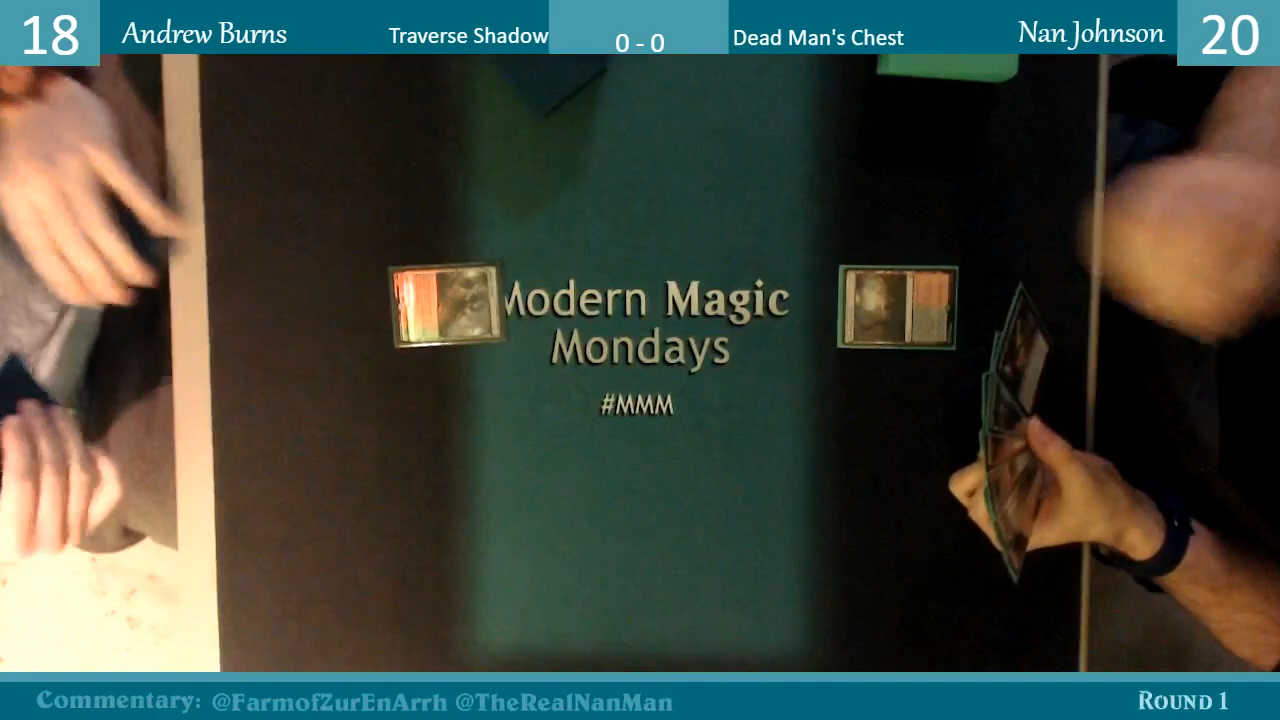 18 Andrew Burns Traverse Shadow 0 - 0 Dead Man's Chest Nan Johnson 20
Modern Magic
Mondays
#MMM
Commentary: @FarmofZurEnArrh @TheRealNanMan Round 1